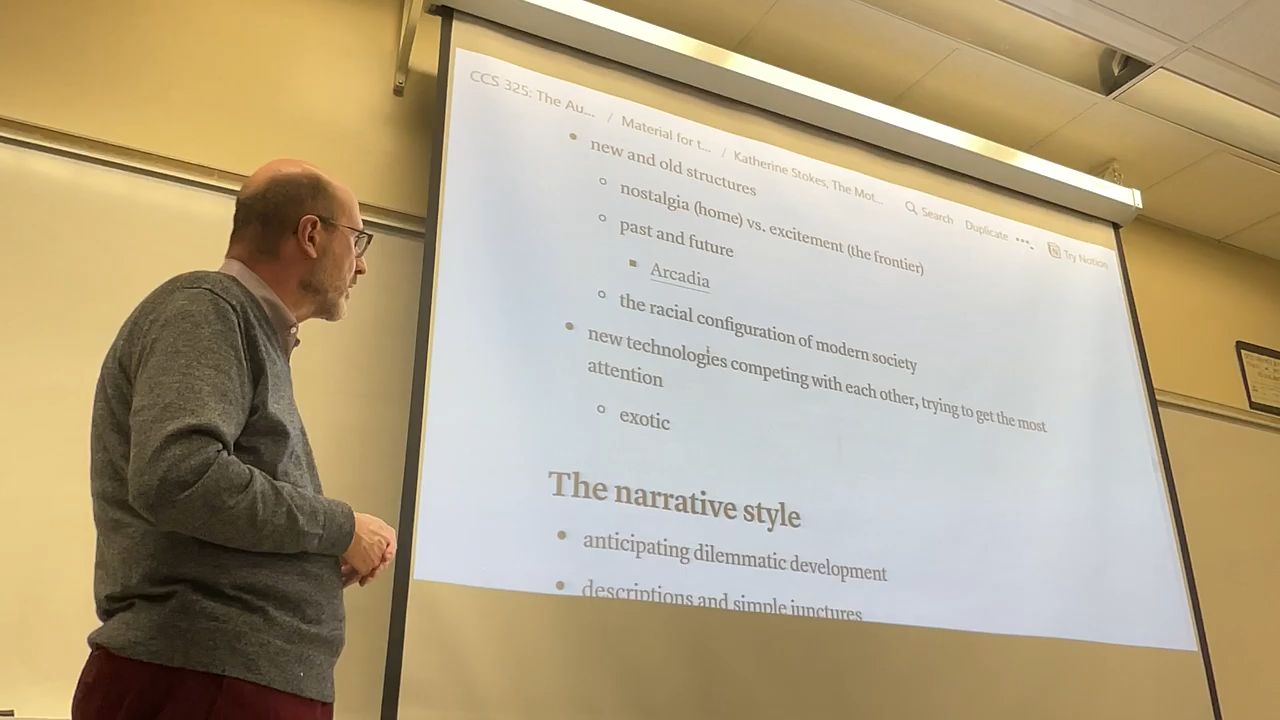 CCS 325: The Au... / Material for t... / Katherine Stokes, The Mot... Search Duplicate ••• Try Notion
• new and old structures
◦ nostalgia (home) vs. excitement (the frontier)
◦ past and future
▪ Arcadia
◦ the racial configuration of modern society
• new technologies competing with each other, trying to get the most
attention
◦ exotic
The narrative style
• anticipating dilemmatic development
• descriptions and simple junctures